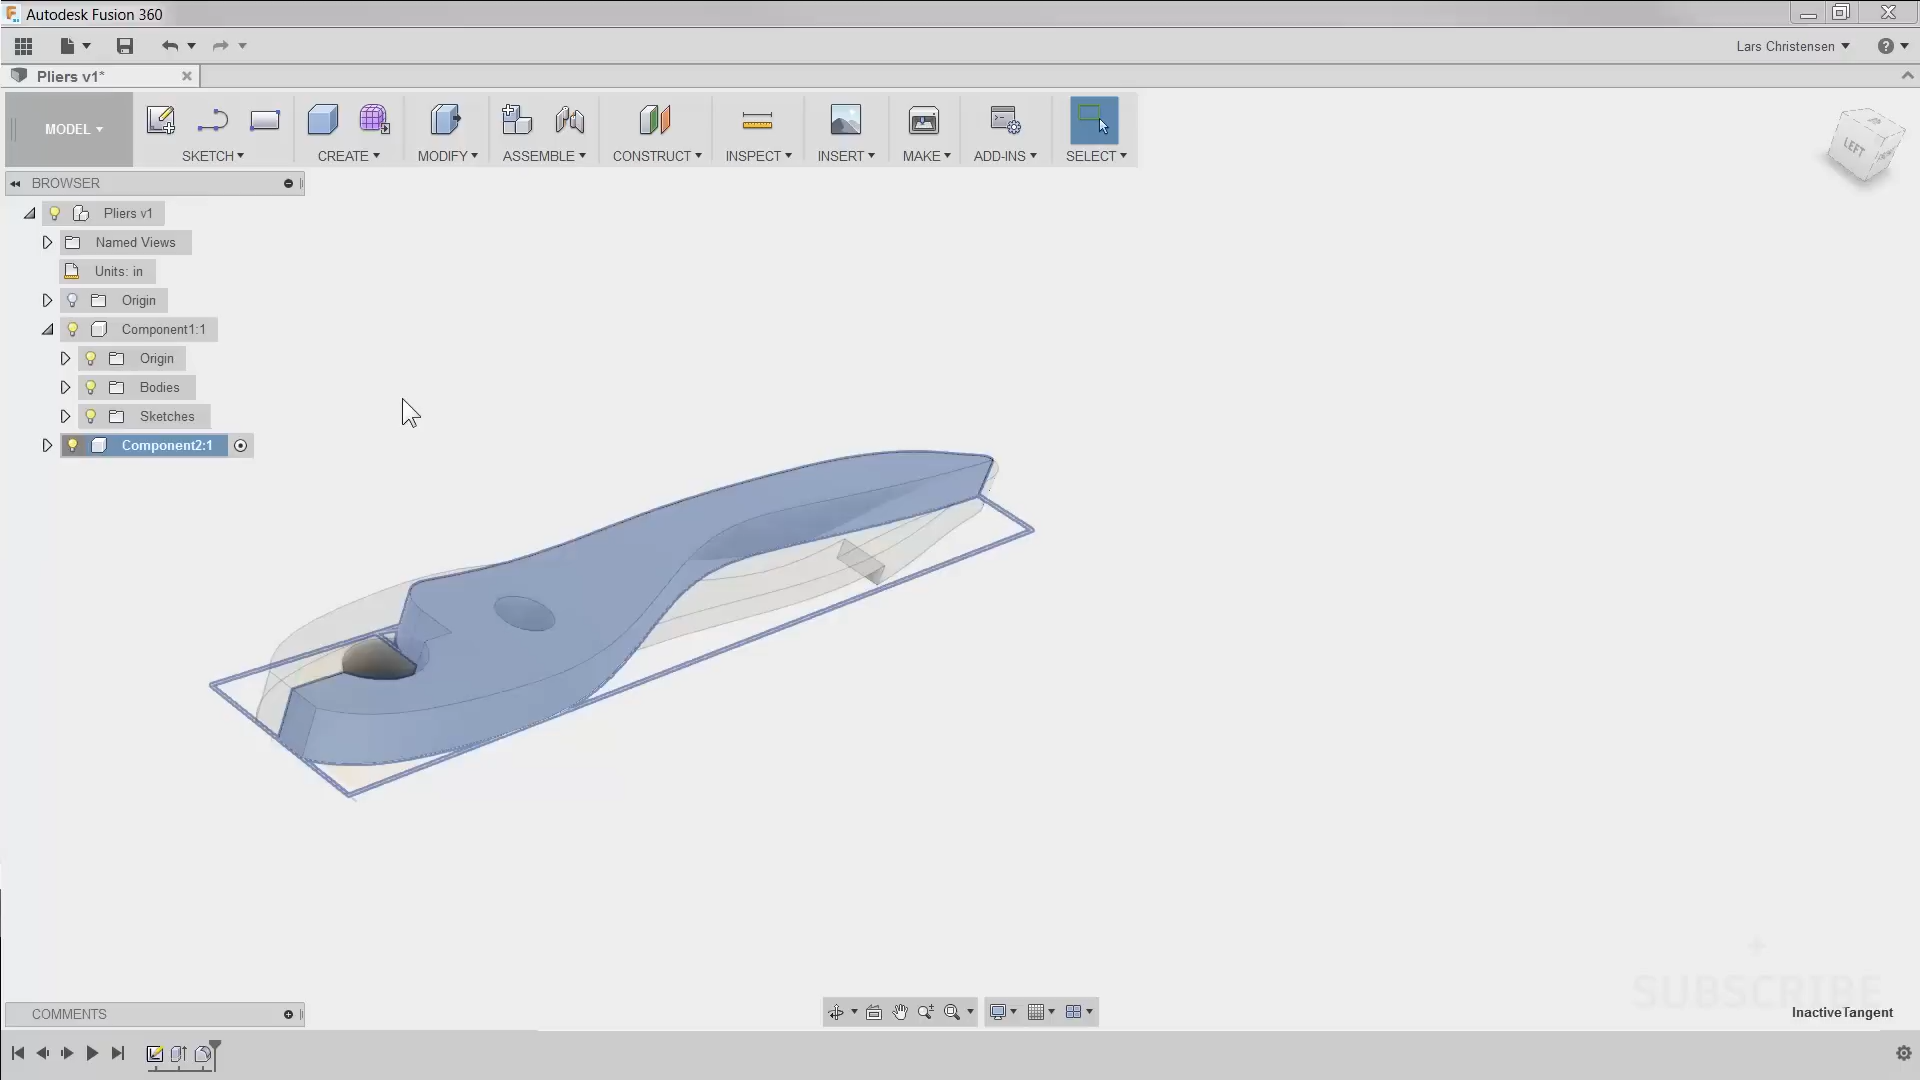 Autodesk Fusion 360
Lars Christensen
Pliers v1*
MODEL
SKETCH
CREATE
MODIFY
ASSEMBLE
CONSTRUCT
INSPECT
INSERT
MAKE
ADD-INS
SELECT
LEFT
BROWSER
Pliers v1
Named Views
Units: in
Origin
Component1:1
Origin
Bodies
Sketches
Component2:1
SUBSCRIBE
COMMENTS
InactiveTangent